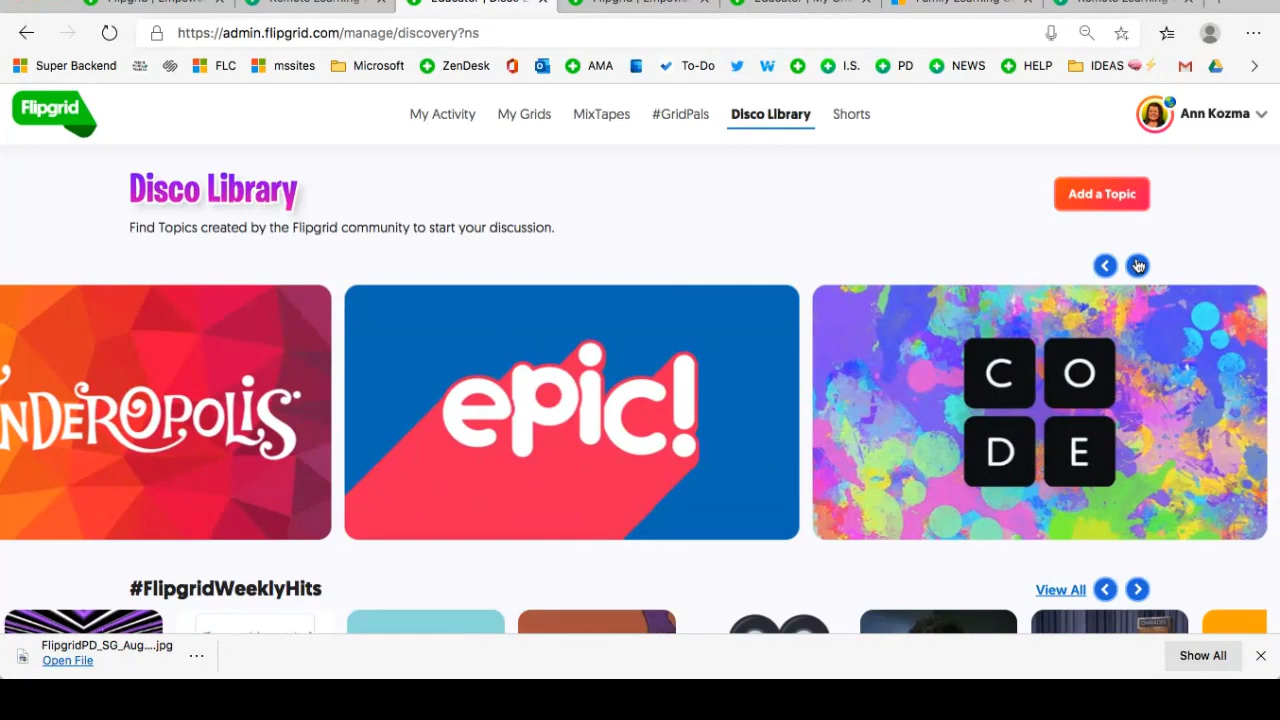 https://admin.flipgrid.com/manage/discovery?ns
Super Backend FLC mssites Microsoft ZenDesk AMA To-Do I.S. PD NEWS HELP IDEAS
Flipgrid My Activity My Grids MixTapes #GridPals Disco Library Shorts Ann Kozma
Disco Library
Add a Topic
Find Topics created by the Flipgrid community to start your discussion.
NDEROPOLIS
epic!
C O
D E
#FlipgridWeeklyHits View All
FlipgridPD_SG_Aug....jpg
Open File
Show All